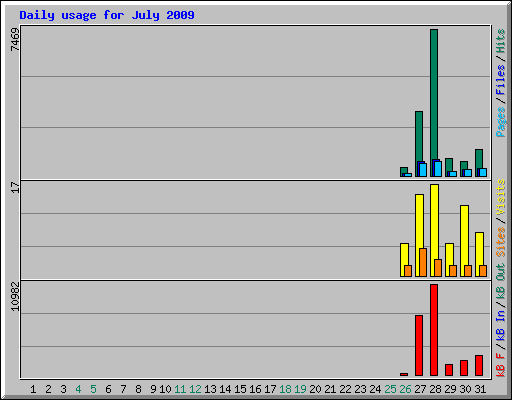 Daily usage for July 2009
7469
17
10982
Pages / Files / Hits
Sites / Visits
kB F / kB In / kB Out
1 2 3 4 5 6 7 8 9 10 11 12 13 14 15 16 17 18 19 20 21 22 23 24 25 26 27 28 29 30 31